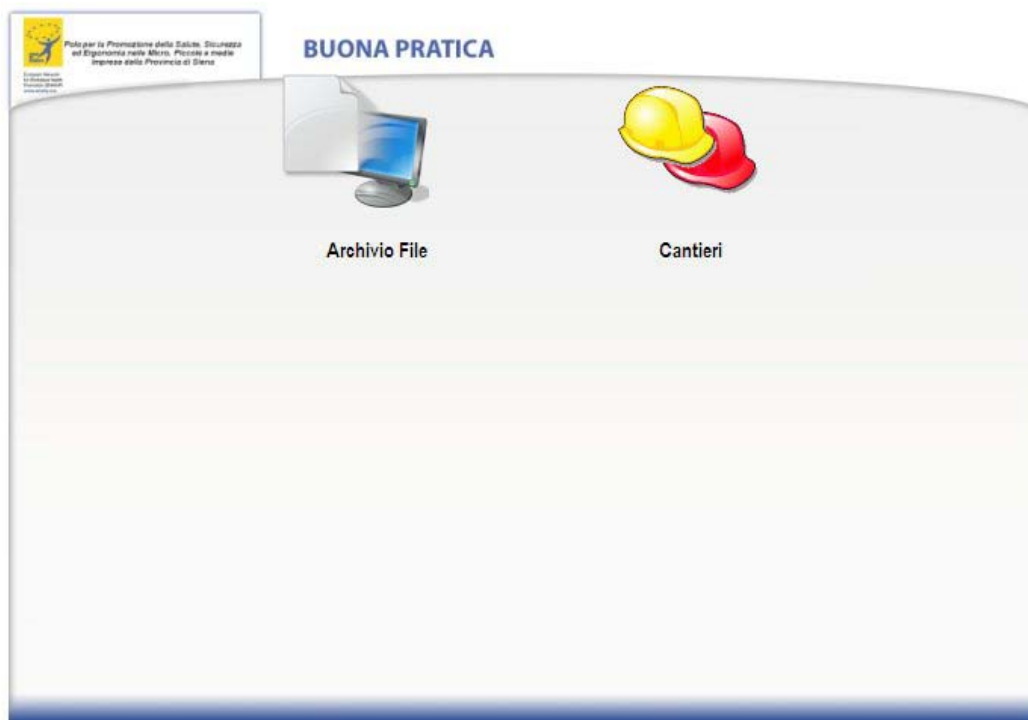 Polo per la Promozione della Salute, Sicurezza
ed Ergonomia nelle Micro, Piccole e medie
Imprese della Provincia di Siena
BUONA PRATICA
Archivio File
Cantieri